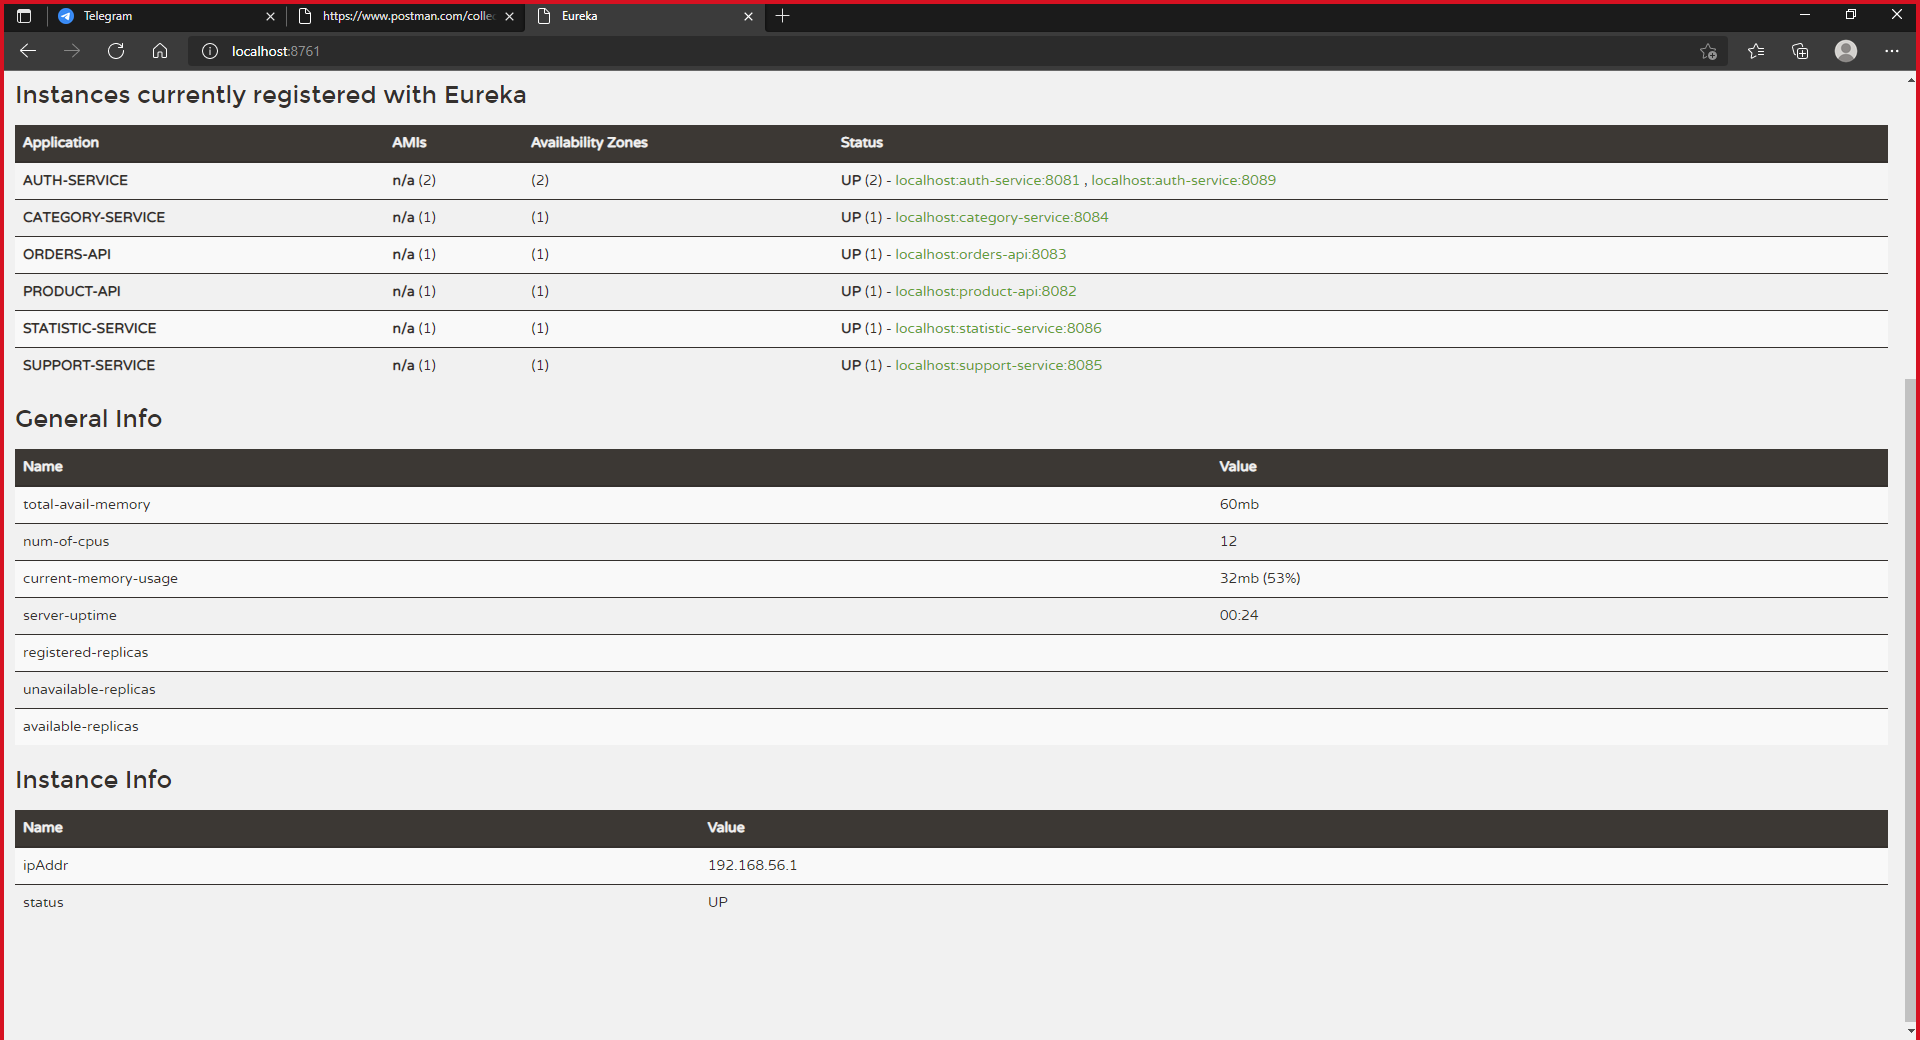 Telegram
https://www.postman.com/colle
Eureka
localhost:8761
Instances currently registered with Eureka
Application AMIs Availability Zones Status
AUTH-SERVICE n/a (2) (2) UP (2) - localhost:auth-service:8081 , localhost:auth-service:8089
CATEGORY-SERVICE n/a (1) (1) UP (1) - localhost:category-service:8084
ORDERS-API n/a (1) (1) UP (1) - localhost:orders-api:8083
PRODUCT-API n/a (1) (1) UP (1) - localhost:product-api:8082
STATISTIC-SERVICE n/a (1) (1) UP (1) - localhost:statistic-service:8086
SUPPORT-SERVICE n/a (1) (1) UP (1) - localhost:support-service:8085
General Info
Name Value
total-avail-memory 60mb
num-of-cpus 12
current-memory-usage 32mb (53%)
server-uptime 00:24
registered-replicas
unavailable-replicas
available-replicas
Instance Info
Name Value
ipAddr 192.168.56.1
status UP